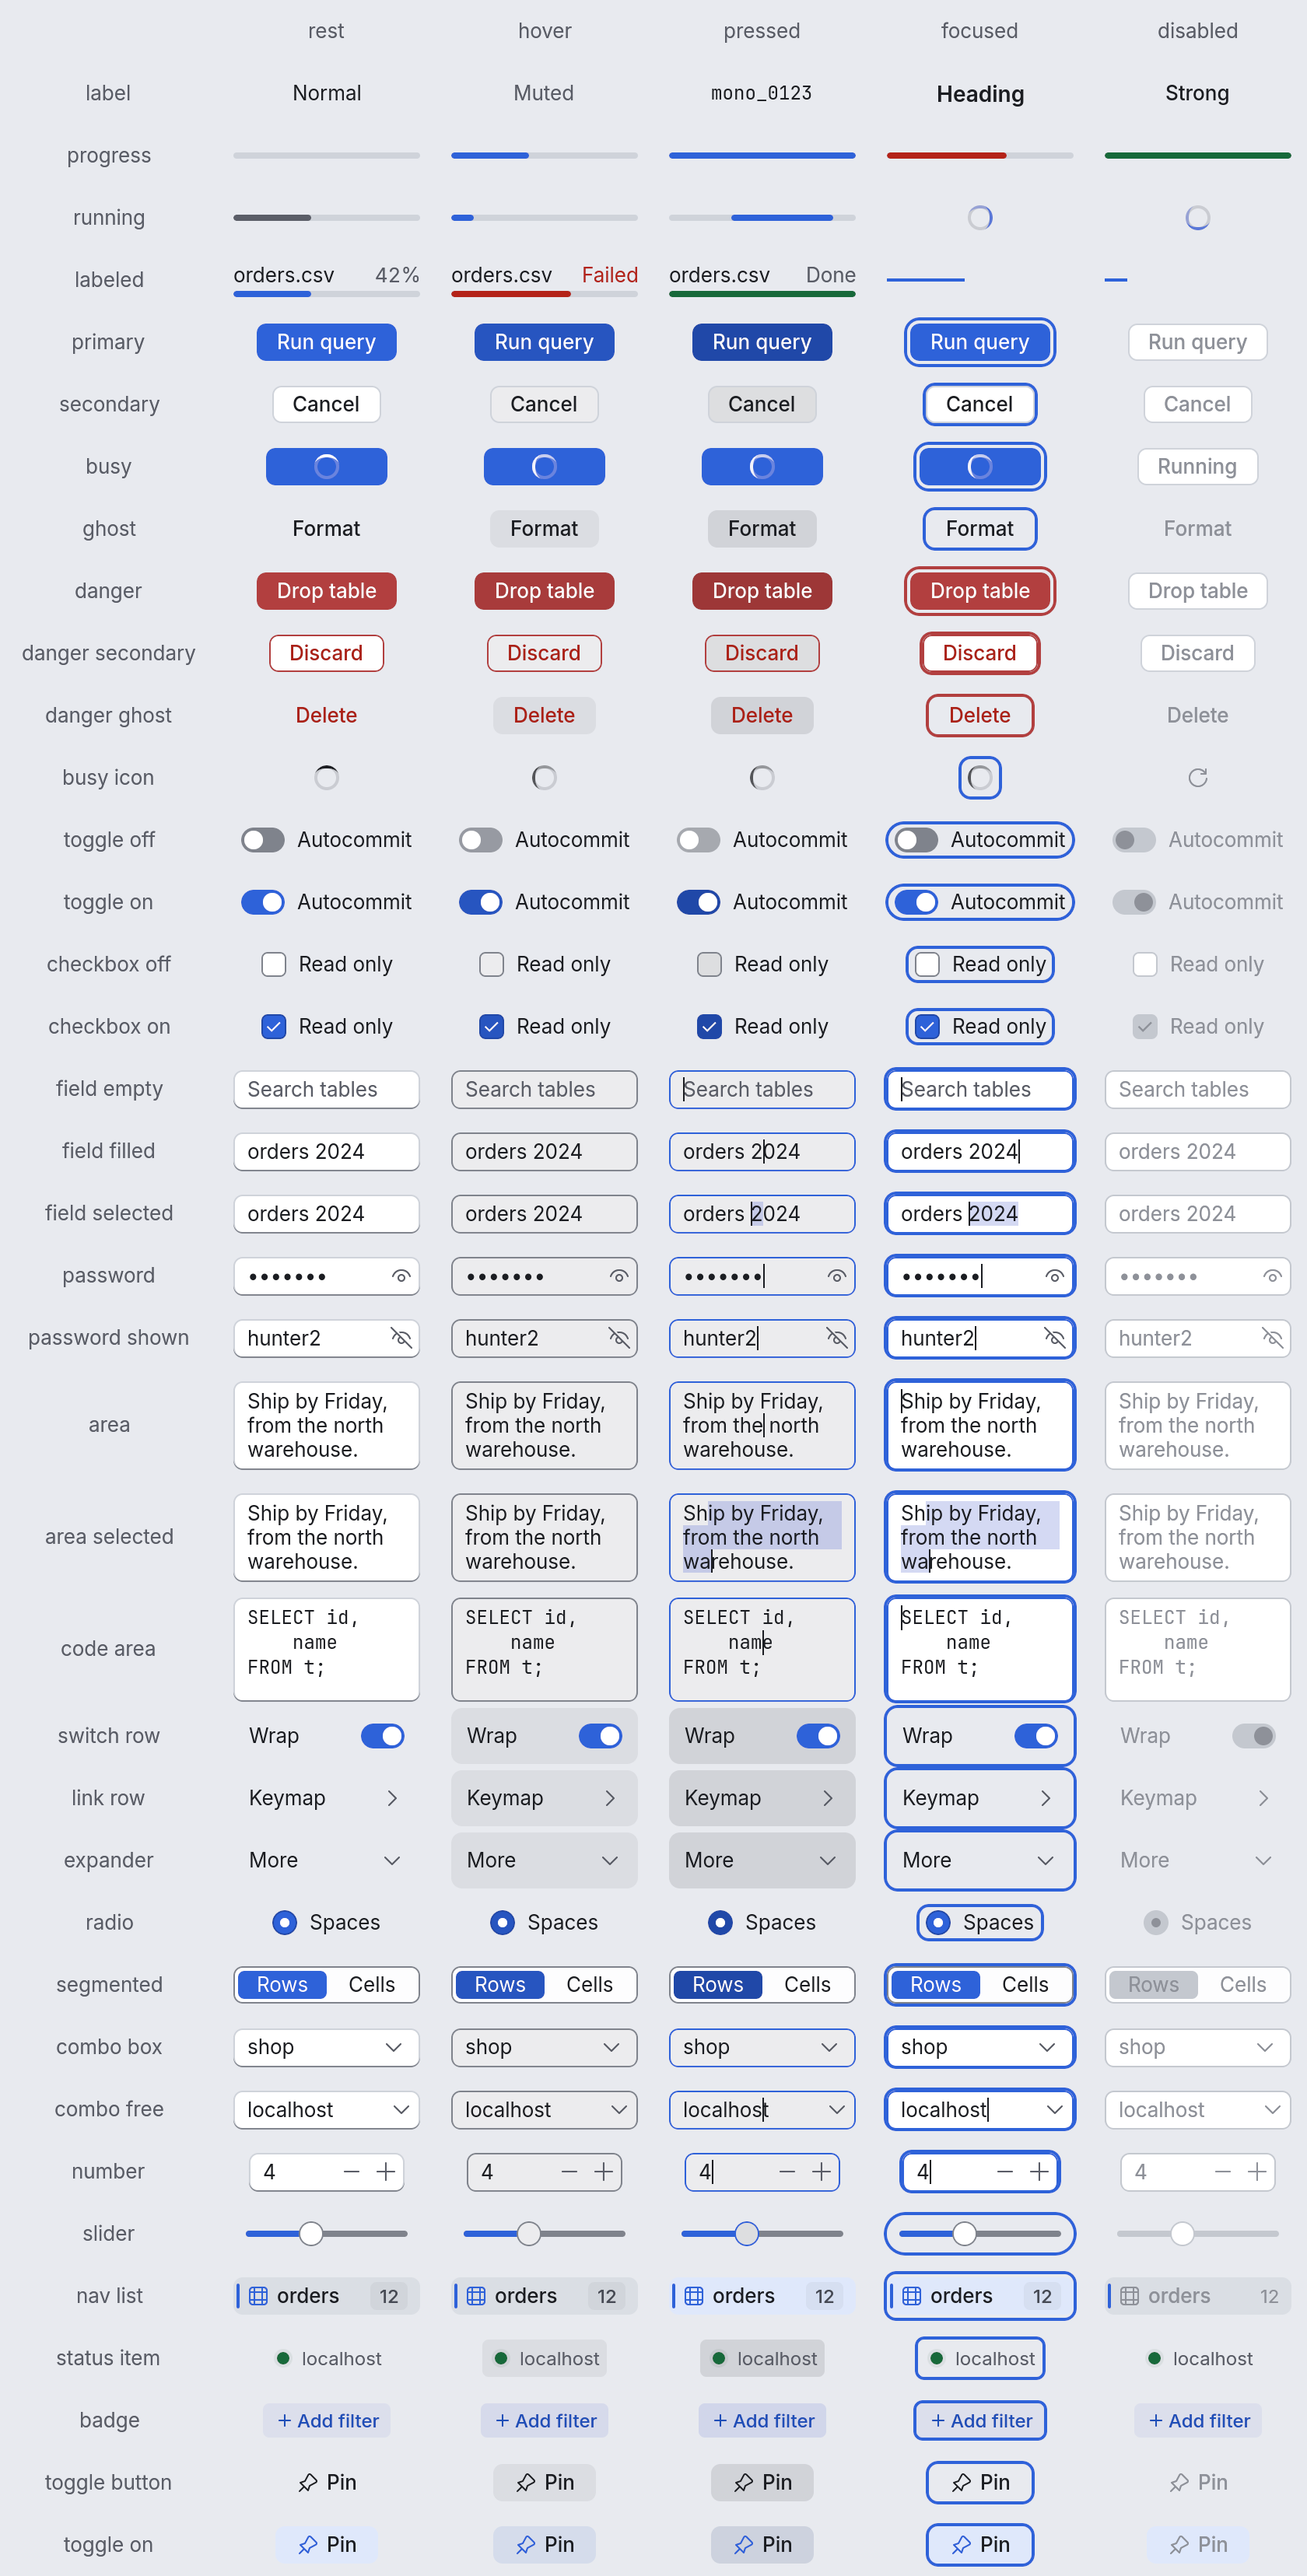 rest hover pressed focused disabled
label Normal Muted mono_0123 Heading Strong
progress
running
labeled orders.csv 42% orders.csv Failed orders.csv Done
primary Run query Run query Run query Run query Run query
secondary Cancel Cancel Cancel Cancel Cancel
busy Running
ghost Format Format Format Format Format
danger Drop table Drop table Drop table Drop table Drop table
danger secondary Discard Discard Discard Discard Discard
danger ghost Delete Delete Delete Delete Delete
busy icon
toggle off Autocommit Autocommit Autocommit Autocommit Autocommit
toggle on Autocommit Autocommit Autocommit Autocommit Autocommit
checkbox off Read only Read only Read only Read only Read only
checkbox on Read only Read only Read only Read only Read only
field empty Search tables Search tables Search tables Search tables Search tables
field filled orders 2024 orders 2024 orders 2024 orders 2024 orders 2024
field selected orders 2024 orders 2024 orders 2024 orders 2024 orders 2024
password ••••••• ••••••• ••••••• ••••••• •••••••
password shown hunter2 hunter2 hunter2 hunter2 hunter2
Ship by Friday, Ship by Friday, Ship by Friday, Ship by Friday, Ship by Friday,
area from the north from the north from the north from the north from the north
warehouse. warehouse. warehouse. warehouse. warehouse.
Ship by Friday, Ship by Friday, Ship by Friday, Ship by Friday, Ship by Friday,
area selected from the north from the north from the north from the north from the north
warehouse. warehouse. warehouse. warehouse. warehouse.
SELECT id, SELECT id, SELECT id, SELECT id, SELECT id,
code area name name name name name
FROM t; FROM t; FROM t; FROM t; FROM t;
switch row Wrap Wrap Wrap Wrap Wrap
link row Keymap Keymap Keymap Keymap Keymap
expander More More More More More
radio Spaces Spaces Spaces Spaces Spaces
segmented Rows Cells Rows Cells Rows Cells Rows Cells Rows Cells
combo box shop shop shop shop shop
combo free localhost localhost localhost localhost localhost
number 4 4 4 4 4
slider
nav list orders 12 orders 12 orders 12 orders 12 orders 12
status item localhost localhost localhost localhost localhost
badge + Add filter + Add filter + Add filter + Add filter + Add filter
toggle button Pin Pin Pin Pin Pin
toggle on Pin Pin Pin Pin Pin